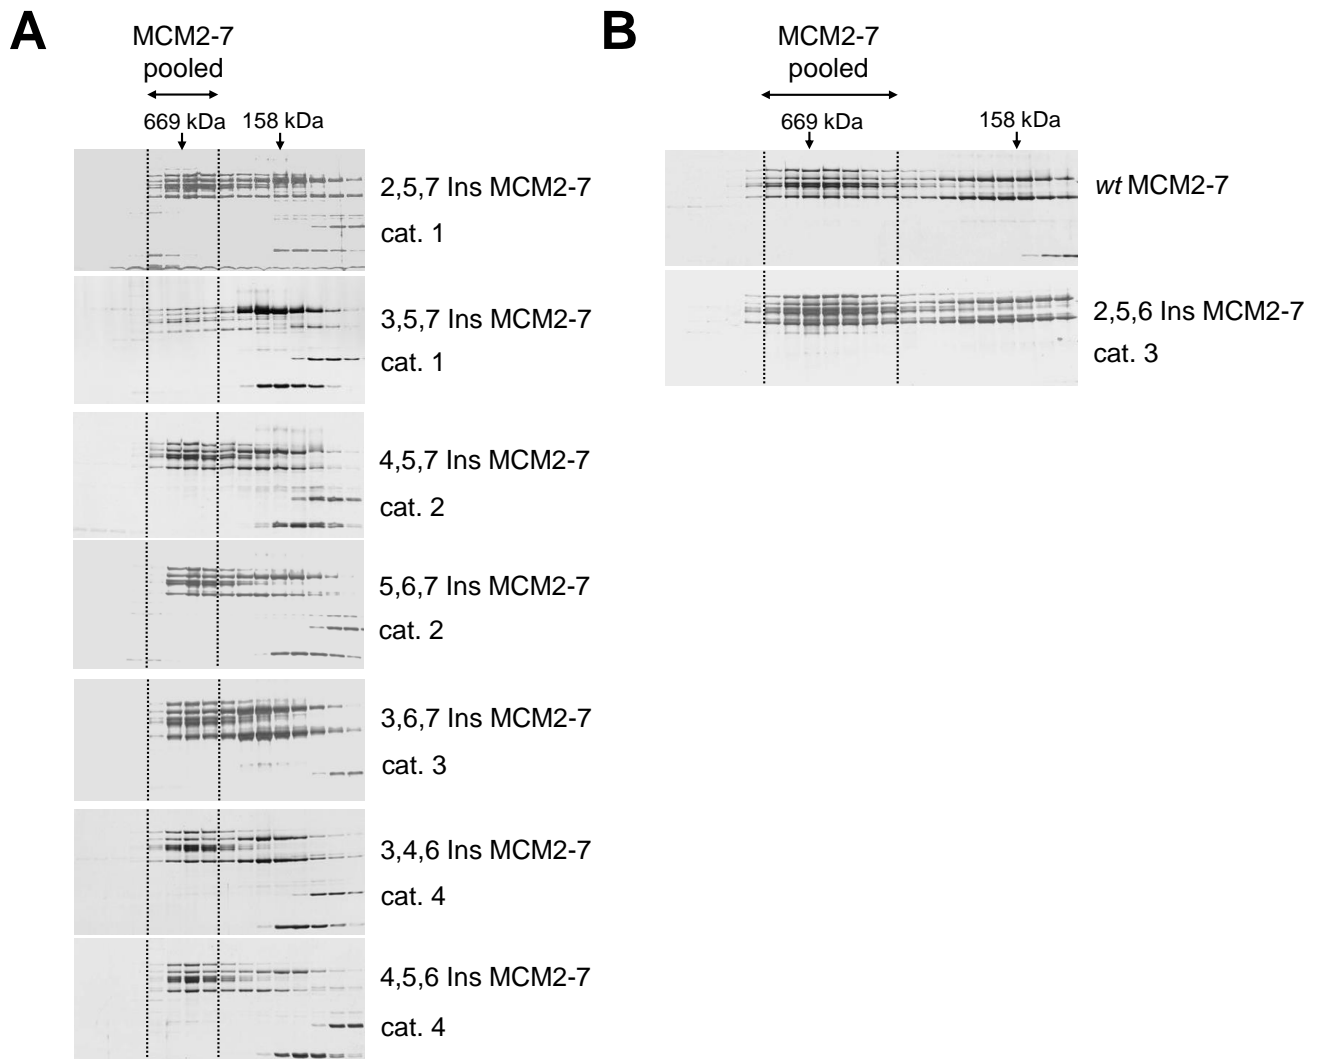 A
MCM2-7
pooled
669 kDa
158 kDa
2,5,7 Ins MCM2-7
cat. 1
3,5,7 Ins MCM2-7
cat. 1
4,5,7 Ins MCM2-7
cat. 2
5,6,7 Ins MCM2-7
cat. 2
3,6,7 Ins MCM2-7
cat. 3
3,4,6 Ins MCM2-7
cat. 4
4,5,6 Ins MCM2-7
cat. 4
B
MCM2-7
pooled
669 kDa
158 kDa
wt MCM2-7
2,5,6 Ins MCM2-7
cat. 3